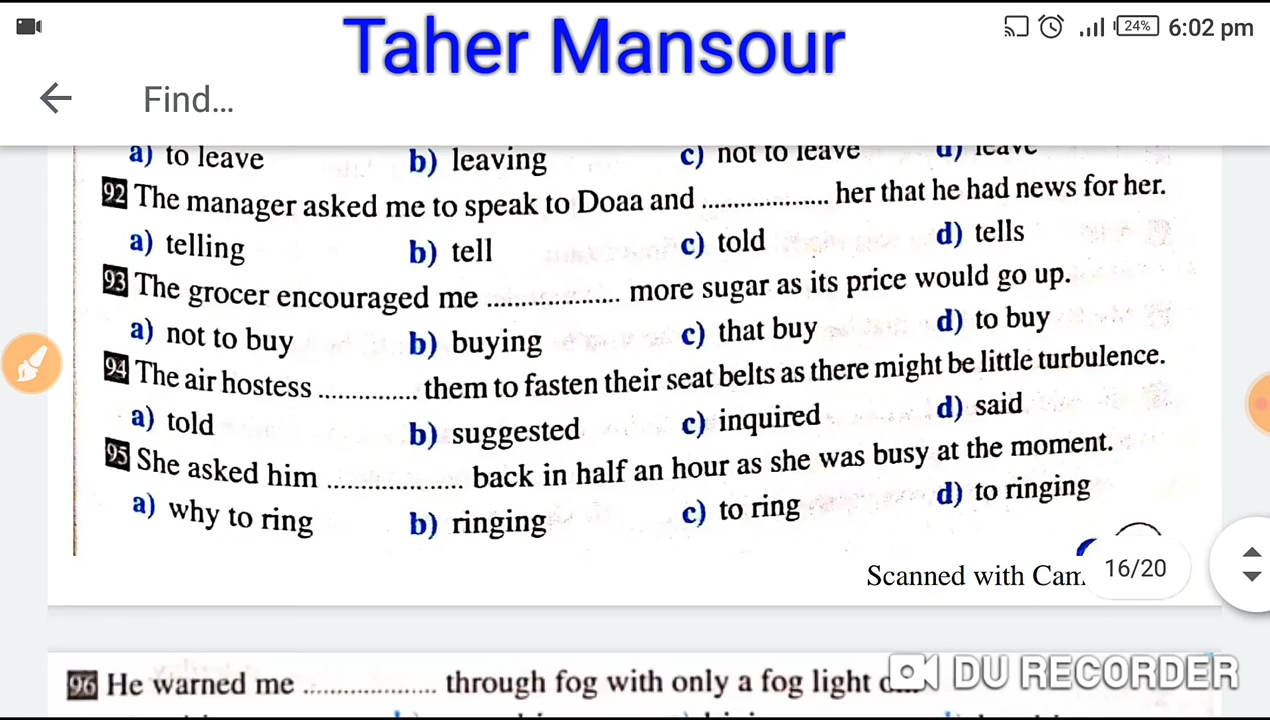 Taher Mansour
24% 6:02 pm
Find...
a) to leave b) leaving c) not to leave d) leave
92 The manager asked me to speak to Doaa and .................... her that he had news for her.
a) telling b) tell c) told d) tells
93 The grocer encouraged me .................... more sugar as its price would go up.
a) not to buy b) buying c) that buy d) to buy
94 The air hostess ............... them to fasten their seat belts as there might be little turbulence.
a) told b) suggested c) inquired d) said
95 She asked him .................... back in half an hour as she was busy at the moment.
a) why to ring b) ringing c) to ring d) to ringing
Scanned with Cam
16/20
96 He warned me .................... through fog with only a fog light
DU RECORDER